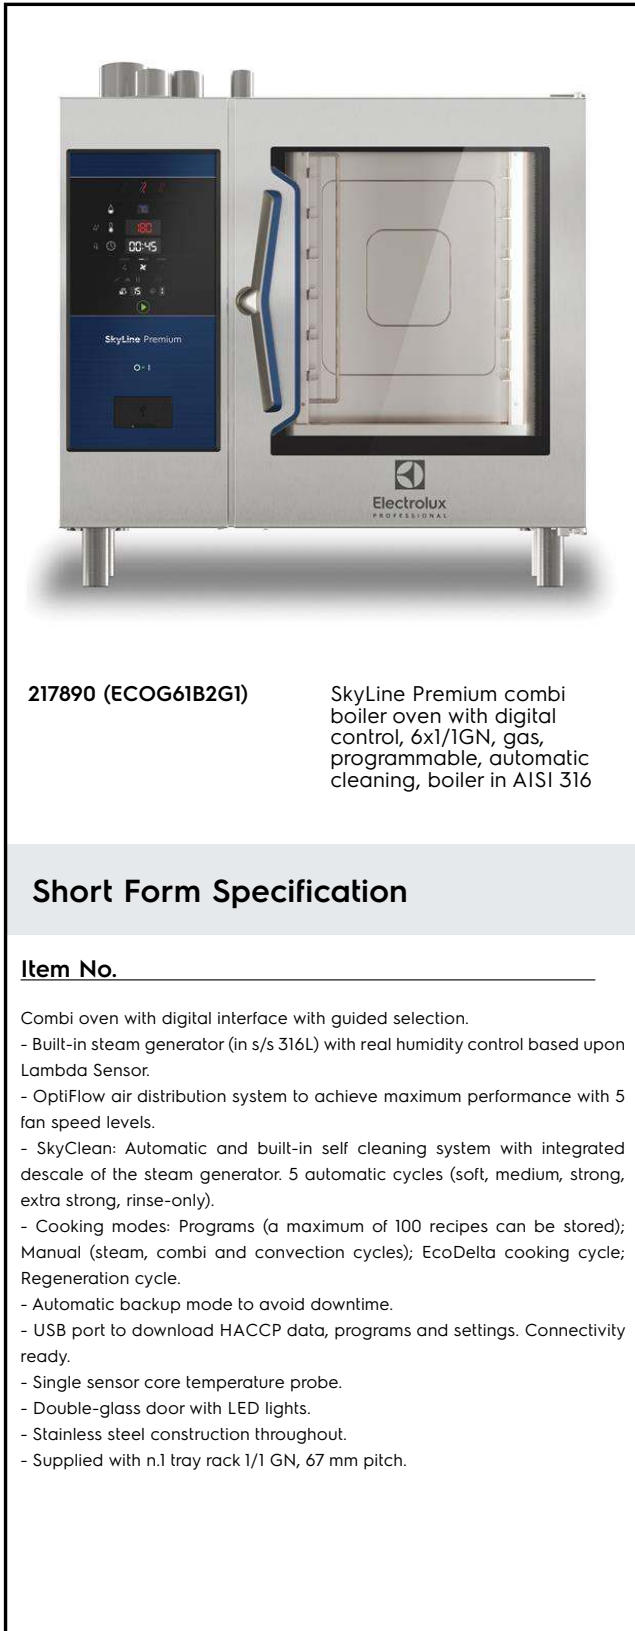 180
00:45
15
SkyLine Premium
Electrolux
PROFESSIONAL
217890 (ECOG61B2G1)
SkyLine Premium combi
boiler oven with digital
control, 6x1/1GN, gas,
programmable, automatic
cleaning, boiler in AISI 316
Short Form Specification
Item No.
Combi oven with digital interface with guided selection.
- Built-in steam generator (in s/s 316L) with real humidity control based upon
Lambda Sensor.
- OptiFlow air distribution system to achieve maximum performance with 5
fan speed levels.
- SkyClean: Automatic and built-in self cleaning system with integrated
descale of the steam generator. 5 automatic cycles (soft, medium, strong,
extra strong, rinse-only).
- Cooking modes: Programs (a maximum of 100 recipes can be stored);
Manual (steam, combi and convection cycles); EcoDelta cooking cycle;
Regeneration cycle.
- Automatic backup mode to avoid downtime.
- USB port to download HACCP data, programs and settings. Connectivity
ready.
- Single sensor core temperature probe.
- Double-glass door with LED lights.
- Stainless steel construction throughout.
- Supplied with n.1 tray rack 1/1 GN, 67 mm pitch.